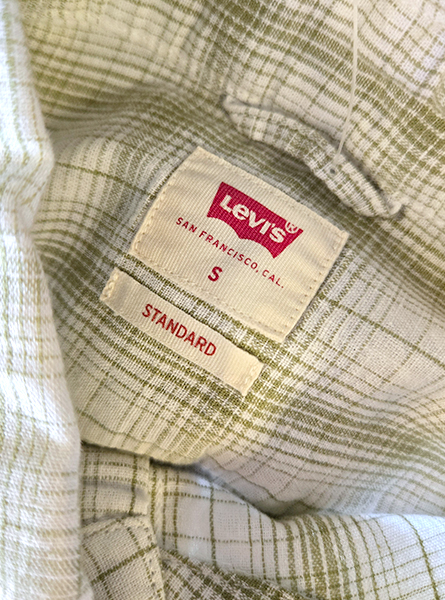 Levi's®
SAN FRANCISCO, CAL.
S
STANDARD